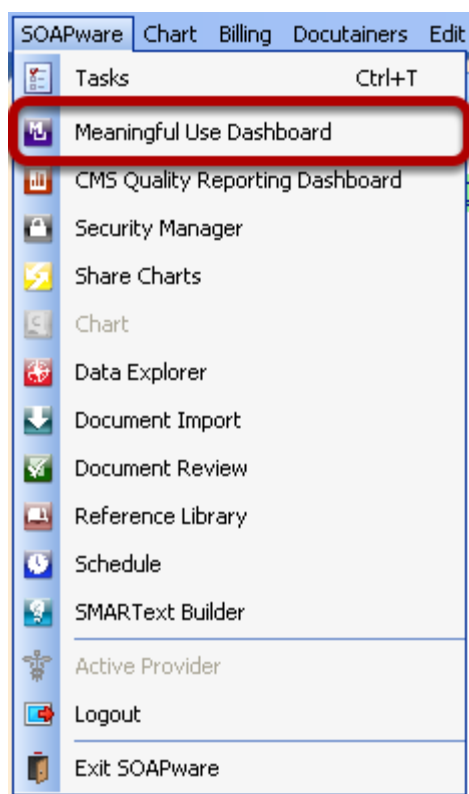 SOAPware Chart Billing Docutainers Edit
Tasks Ctrl+T
Meaningful Use Dashboard
CMS Quality Reporting Dashboard
Security Manager
Share Charts
Chart
Data Explorer
Document Import
Document Review
Reference Library
Schedule
SMARText Builder
Active Provider
Logout
Exit SOAPware